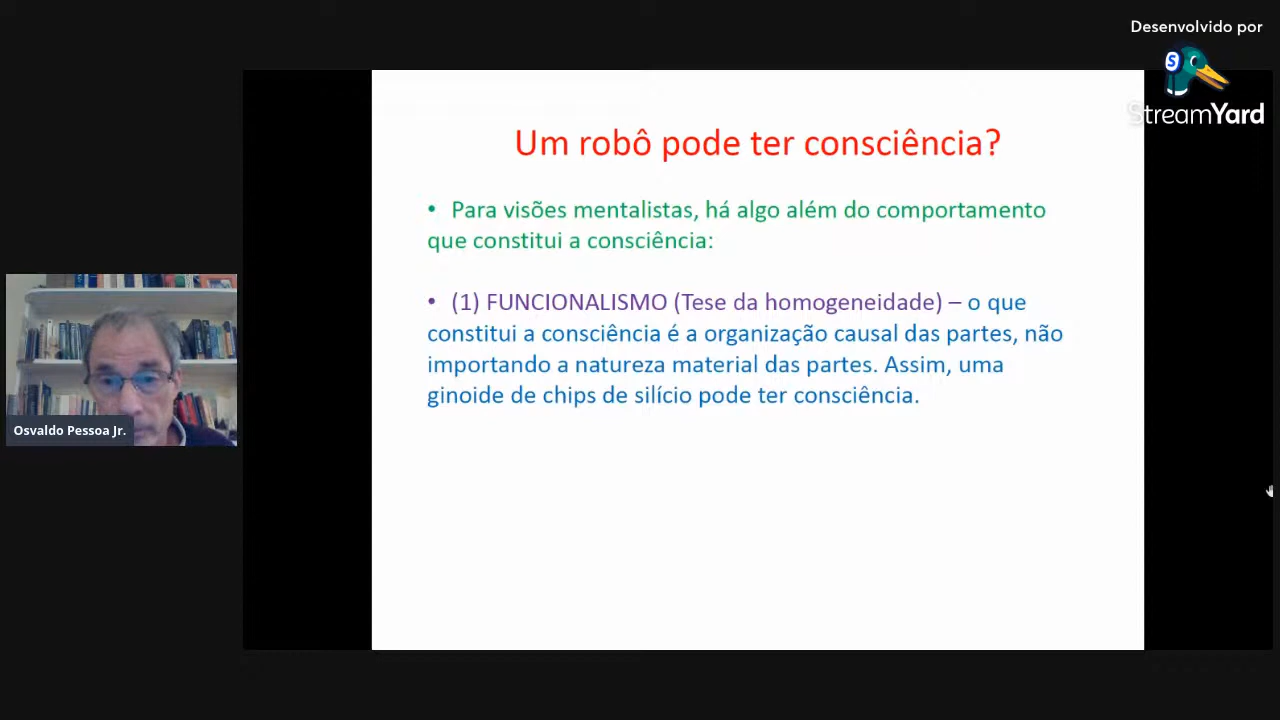 Desenvolvido por
StreamYard
Um robô pode ter consciência?
• Para visões mentalistas, há algo além do comportamento
que constitui a consciência:
• (1) FUNCIONALISMO (Tese da homogeneidade) – o que
constitui a consciência é a organização causal das partes, não
importando a natureza material das partes. Assim, uma
ginoide de chips de silício pode ter consciência.
Osvaldo Pessoa Jr.